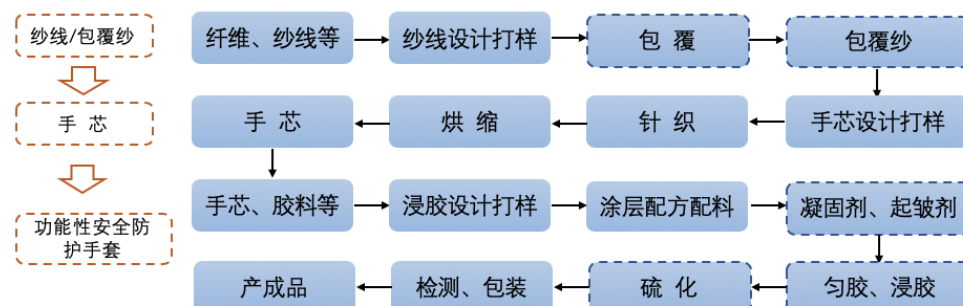 纱线/包覆纱
纤维、纱线等
纱线设计打样
包 覆
包覆纱
手 芯
手 芯
烘 缩
针 织
手芯设计打样
功能性安全防
护手套
手芯、胶料等
浸胶设计打样
涂层配方配料
凝固剂、起皱剂
产成品
检测、包装
硫 化
匀胶、浸胶